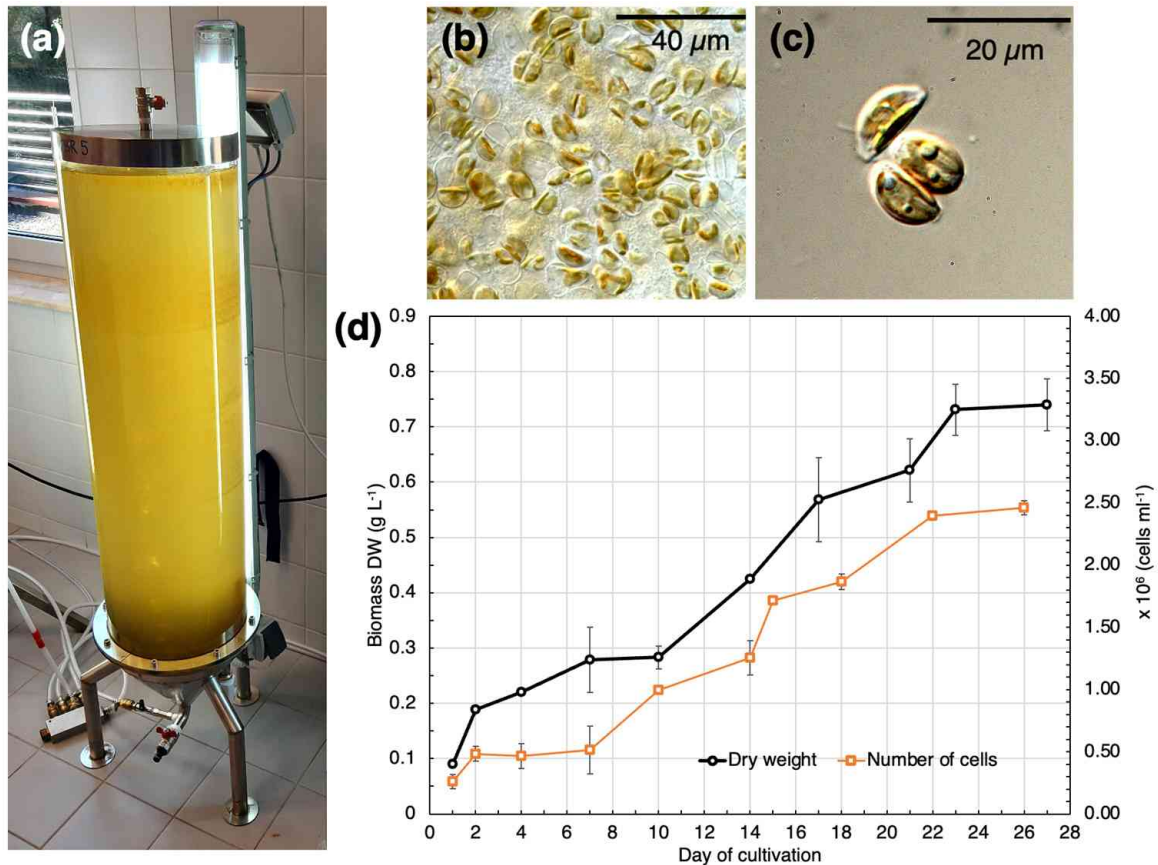 (a)
R 5
(b)
40 µm
(c)
20 µm
(d)
Biomass DW (g L⁻¹)
0.9
0.8
0.7
0.6
0.5
0.4
0.3
0.2
0.1
0
4.00
3.50
3.00
2.50
2.00
1.50
1.00
0.50
0.00
x 10⁶ (cells ml⁻¹)
Dry weight
Number of cells
0 2 4 6 8 10 12 14 16 18 20 22 24 26 28
Day of cultivation